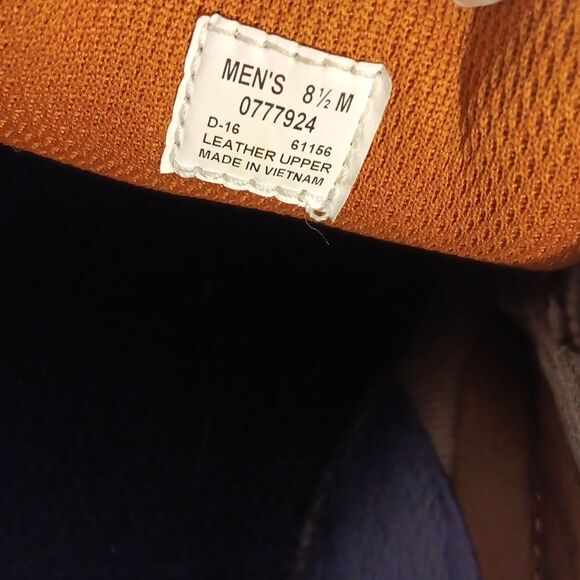 MEN'S 8½ M
0777924
D-16 61156
LEATHER UPPER
MADE IN VIETNAM